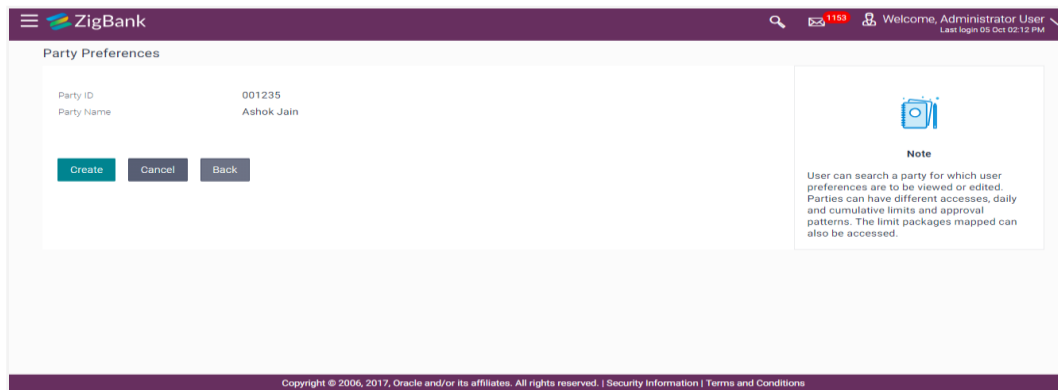 ZigBank
1153
Welcome, Administrator User
Last login 05 Oct 02:12 PM
Party Preferences
Party ID 001235
Party Name Ashok Jain
Create Cancel Back
Note
User can search a party for which user
preferences are to be viewed or edited.
Parties can have different accesses, daily
and cumulative limits and approval
patterns. The limit packages mapped can
also be accessed.
Copyright © 2006, 2017, Oracle and/or its affiliates. All rights reserved. | Security Information | Terms and Conditions